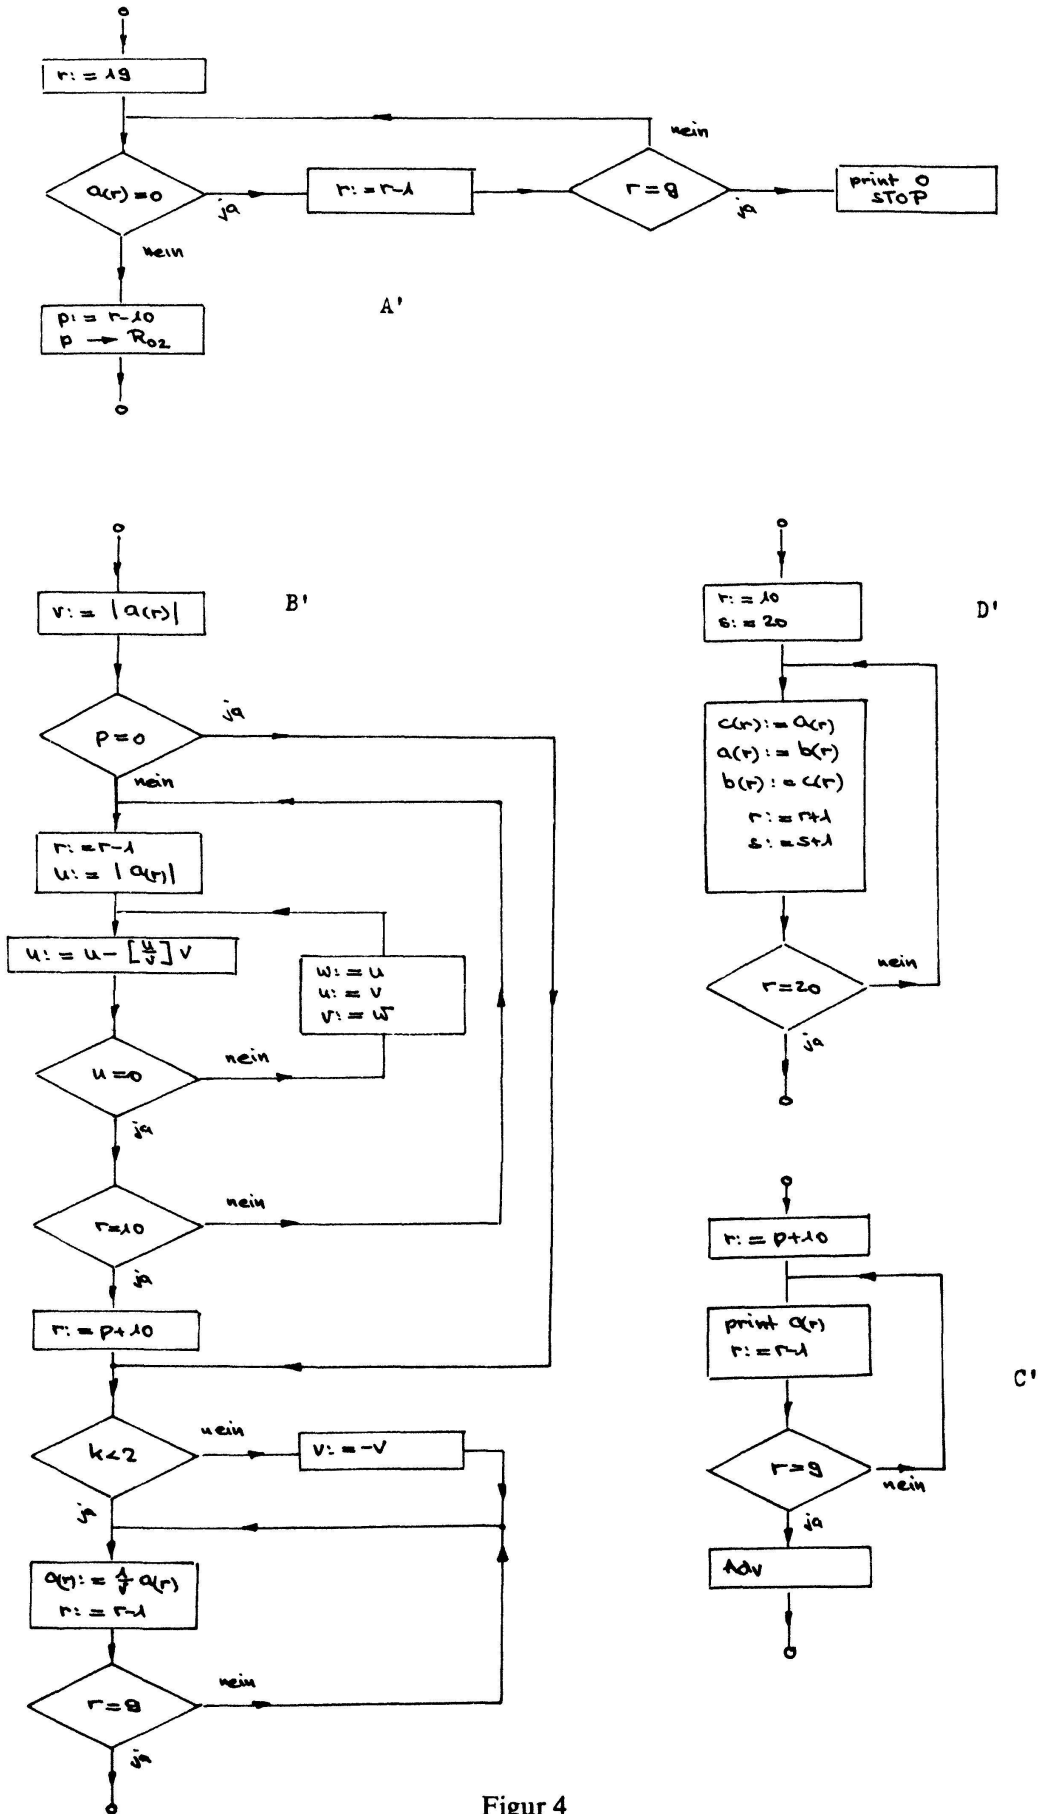 r: = 19
nein
a(r) = 0
ja
r: = r-1
r = 9
ja
print 0
STOP
nein
p: = r-10
p → R02
A'
B'
v: = |a(r)|
p = 0
ja
nein
r: = r-1
u: = |a(r)|
u: = u - [u/v] v
w: = u
u: = v
v: = w
u = 0
nein
ja
r=10
nein
ja
r: = p+10
k<2
nein
v: = -v
ja
a(r): = 1/v a(r)
r: = r-1
r=9
nein
ja
D'
r: = 10
s: = 20
c(r): = a(r)
a(r): = b(r)
b(r): = c(r)
r: = r+1
s: = s+1
r=20
nein
ja
r: = p+10
print a(r)
r: = r-1
C'
r=9
nein
ja
Adv
Figur 4